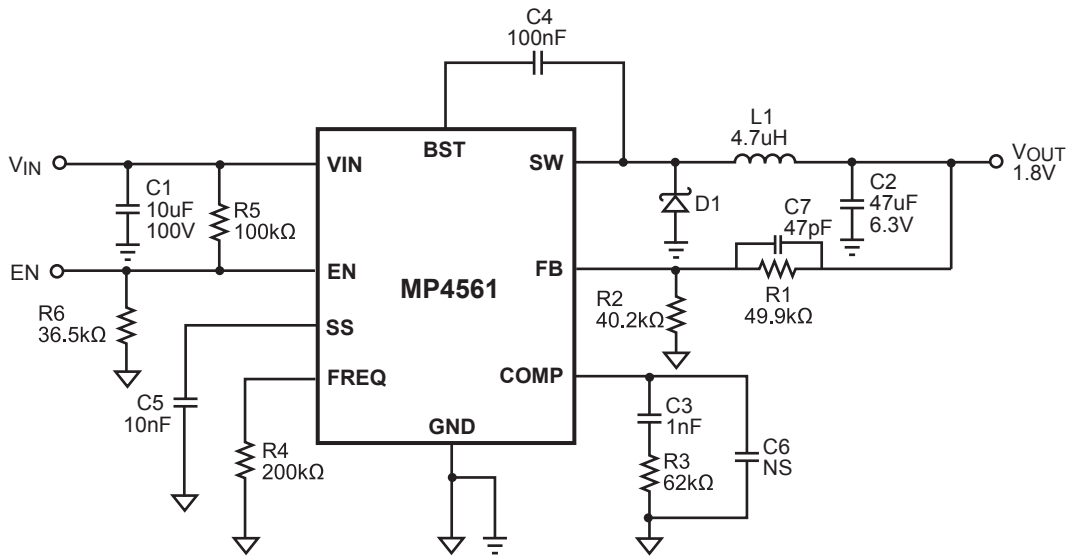 C4
100nF
BST
VIN
VIN
C1
10uF
100V
R5
100kΩ
EN
EN
R6
36.5kΩ
SS
C5
10nF
FREQ
R4
200kΩ
GND
MP4561
SW
L1
4.7uH
VOUT
1.8V
D1
C2
47uF
6.3V
C7
47pF
R1
49.9kΩ
FB
R2
40.2kΩ
COMP
C3
1nF
R3
62kΩ
C6
NS